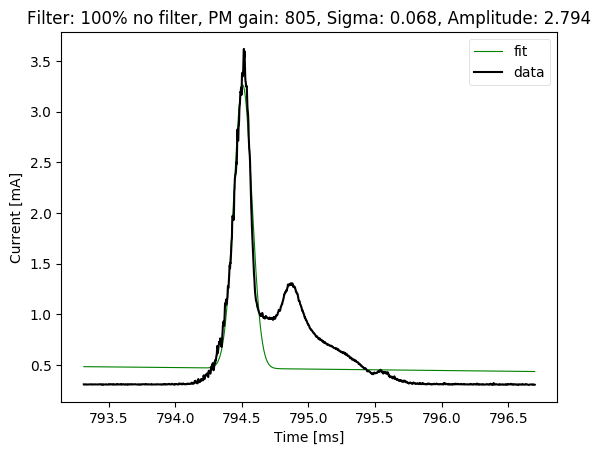 Filter: 100% no filter, PM gain: 805, Sigma: 0.068, Amplitude: 2.794
fit
data
3.5
3.0
2.5
2.0
1.5
1.0
0.5
Current [mA]
793.5 794.0 794.5 795.0 795.5 796.0 796.5
Time [ms]